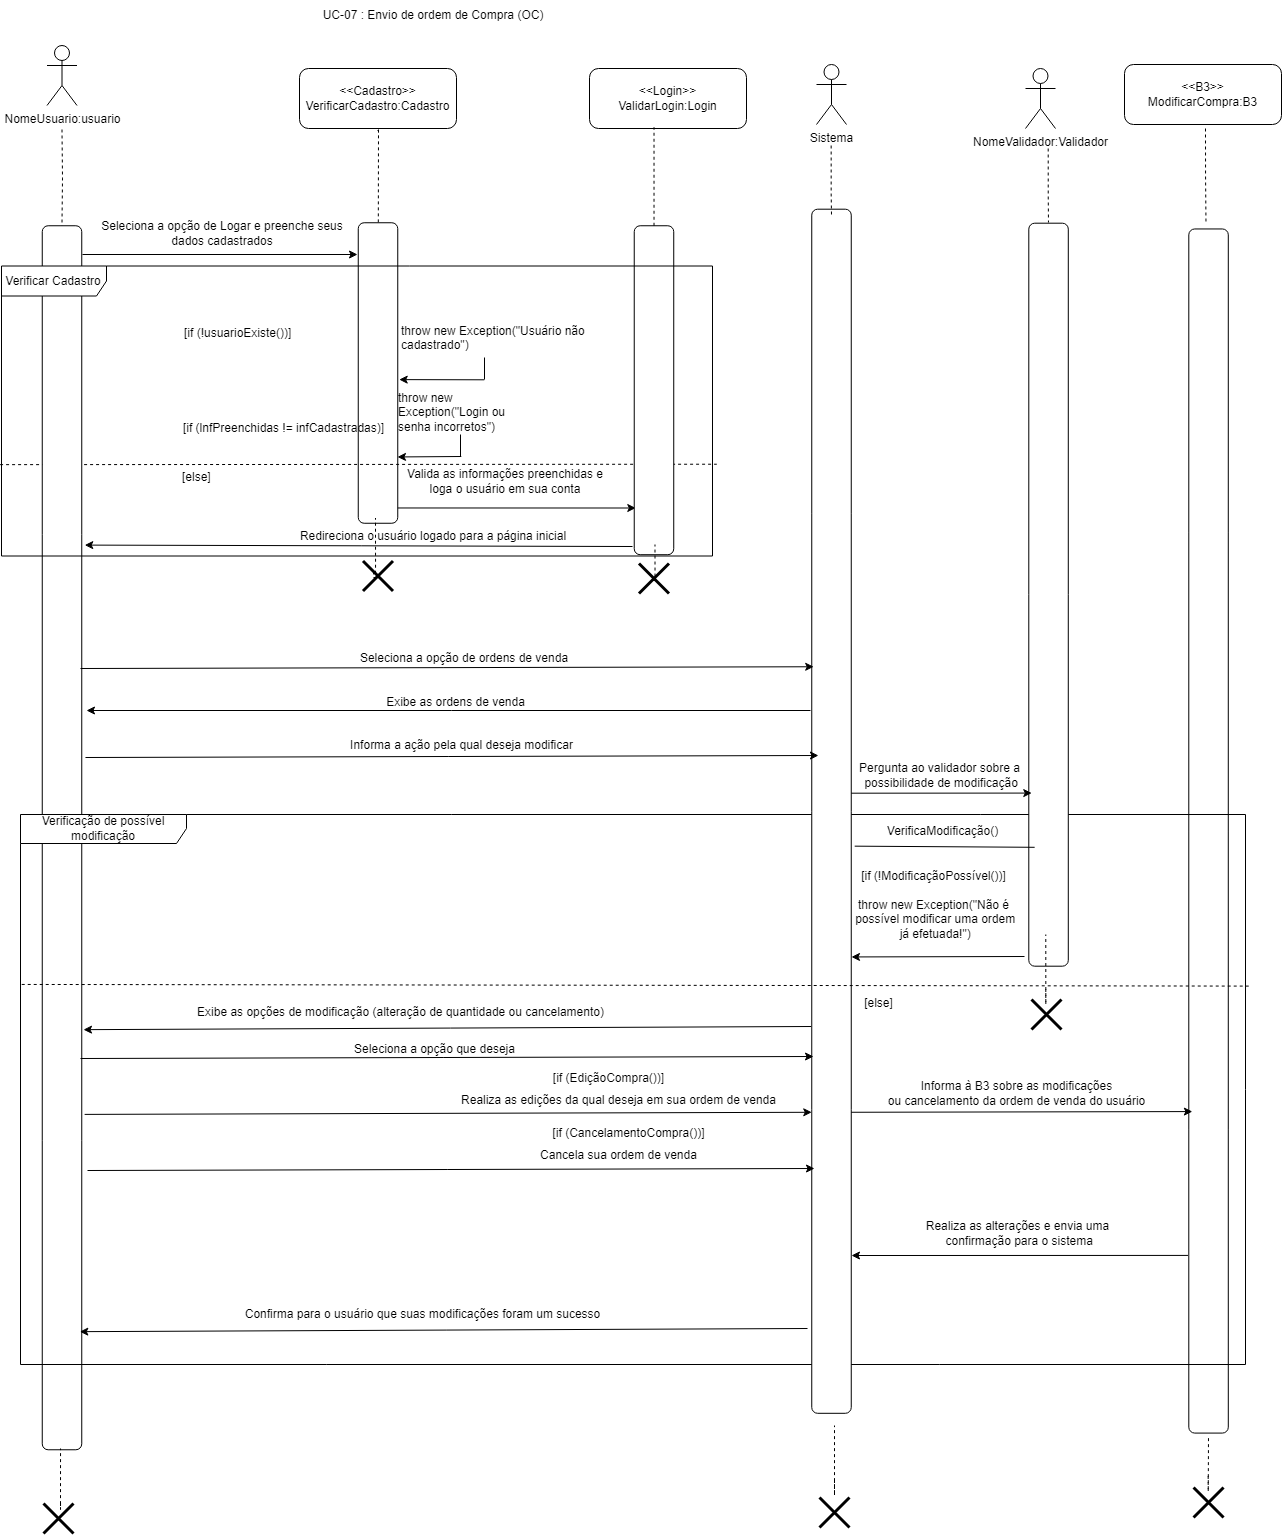 UC-07 : Envio de ordem de Compra (OC)
NomeUsuario:usuario
<<Cadastro>>
VerificarCadastro:Cadastro
<<Login>>
ValidarLogin:Login
Sistema
NomeValidador:Validador
<<B3>>
ModificarCompra:B3
Seleciona a opção de Logar e preenche seus
dados cadastrados
Verificar Cadastro
[if (!usuarioExiste())]
throw new Exception("Usuário não
cadastrado")
throw new
Exception("Login ou
senha incorretos")
[if (InfPreenchidas != infCadastradas)]
[else]
Valida as informações preenchidas e
loga o usuário em sua conta
Redireciona o usuário logado para a página inicial
Seleciona a opção de ordens de venda
Exibe as ordens de venda
Informa a ação pela qual deseja modificar
Pergunta ao validador sobre a
possibilidade de modificação
Verificação de possível
modificação
VerificaModificação()
[if (!ModificaçãoPossível())]
throw new Exception("Não é
possível modificar uma ordem
já efetuada!")
[else]
Exibe as opções de modificação (alteração de quantidade ou cancelamento)
Seleciona a opção que deseja
[if (EdiçãoCompra())]
Realiza as edições da qual deseja em sua ordem de venda
Informa à B3 sobre as modificações
ou cancelamento da ordem de venda do usuário
[if (CancelamentoCompra())]
Cancela sua ordem de venda
Realiza as alterações e envia uma
confirmação para o sistema
Confirma para o usuário que suas modificações foram um sucesso